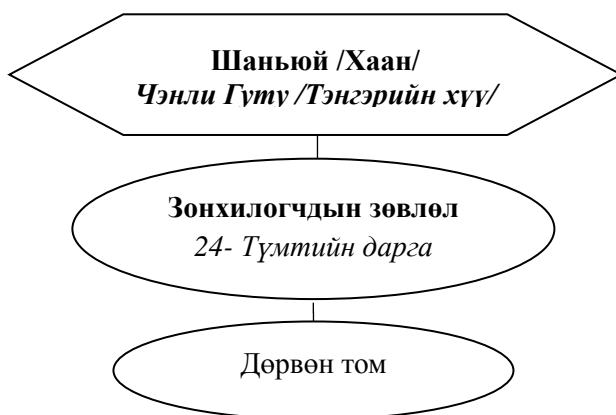 Шаньюй /Хаан/
Чэнли Гуту /Тэнгэрийн хүү/
Зонхилогчдын зөвлөл
24- Түмтийн дарга
Дөрвөн том